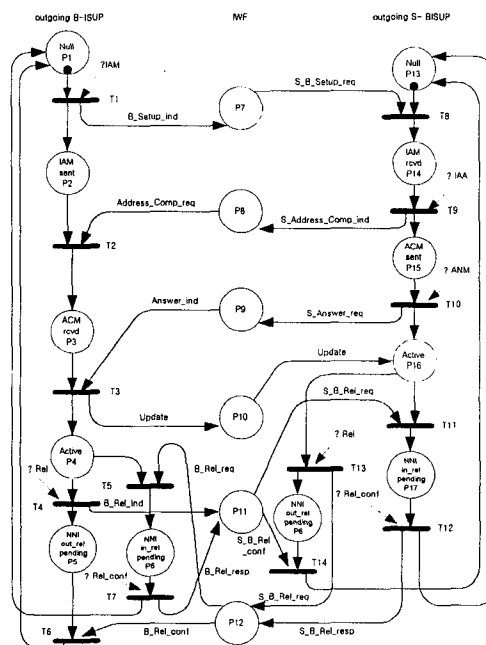 outgoing B-ISUP
IWF
outgoing S- BISUP
Null
P1
?IAM
T1
B_Setup_ind
P7
S_B_Setup_req
Null
P13
T8
IAM
sent
P2
IAM
rcvd
P14
? IAA
Address_Comp_req
P8
S_Address_Comp_ind
T9
T2
ACM
sent
P15
? ANM
Answer_ind
P9
S_Answer_req
T10
ACM
rcvd
P3
Update
Active
P16
T3
Update
P10
S_B_Rel_req
T11
Active
P4
? Rel
B_Rel_req
? Rel
T13
NNI
in_rel
pending
P17
T5
T4
B_Rel_ind
P11
? Rel_conf
T12
NNI
out_rel
pending
P5
NNI
in_rel
pending
P6
NNI
out_rel
pending
P6
S_B_Rel
conf
T14
? Rel_conf
B_Rel_resp
T7
S_B_Rel_req
T6
B_Rel_conf
P12
S_B_Rel_resp